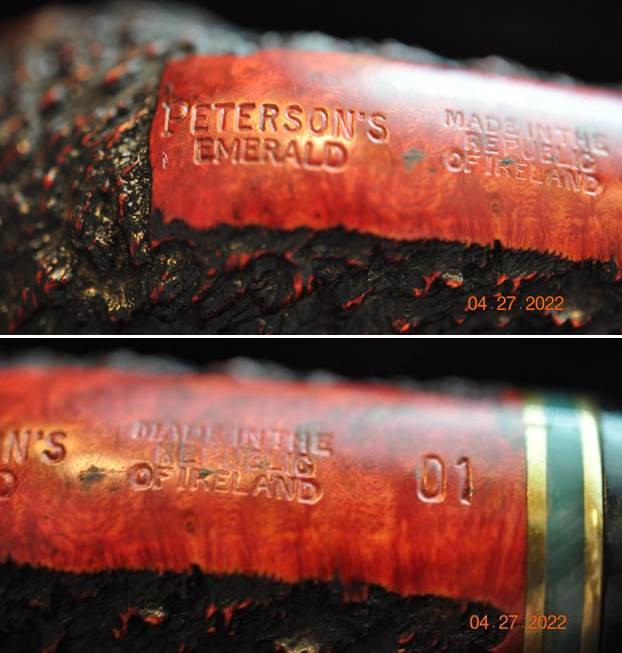 PETERSON'S
EMERALD
MADE IN THE
REPUBLIC
OF IRELAND
04.27.2022
N'S
D
MADE IN THE
REPUBLIC
OF IRELAND
01
04.27.2022